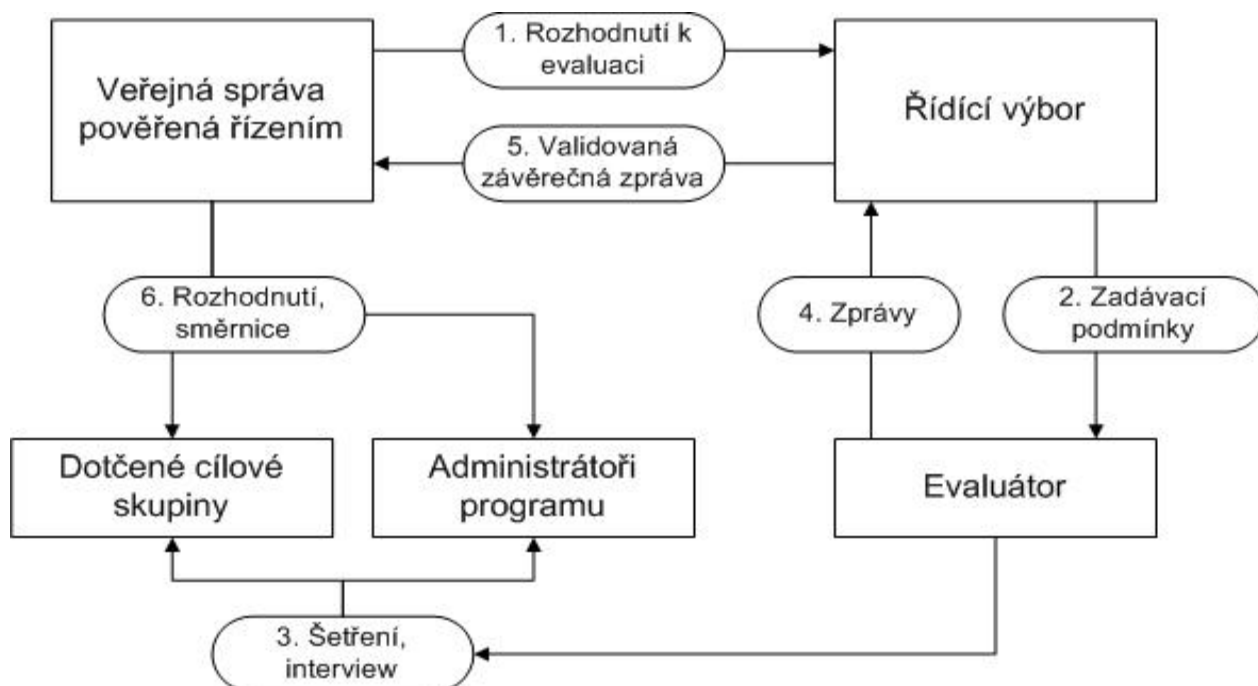 1. Rozhodnutí k
evaluaci
Veřejná správa
pověřená řízením
Řídící výbor
5. Validovaná
závěrečná zpráva
6. Rozhodnutí,
směrnice
4. Zprávy
2. Zadávací
podmínky
Dotčené cílové
skupiny
Administrátoři
programu
Evaluátor
3. Šetření,
interview